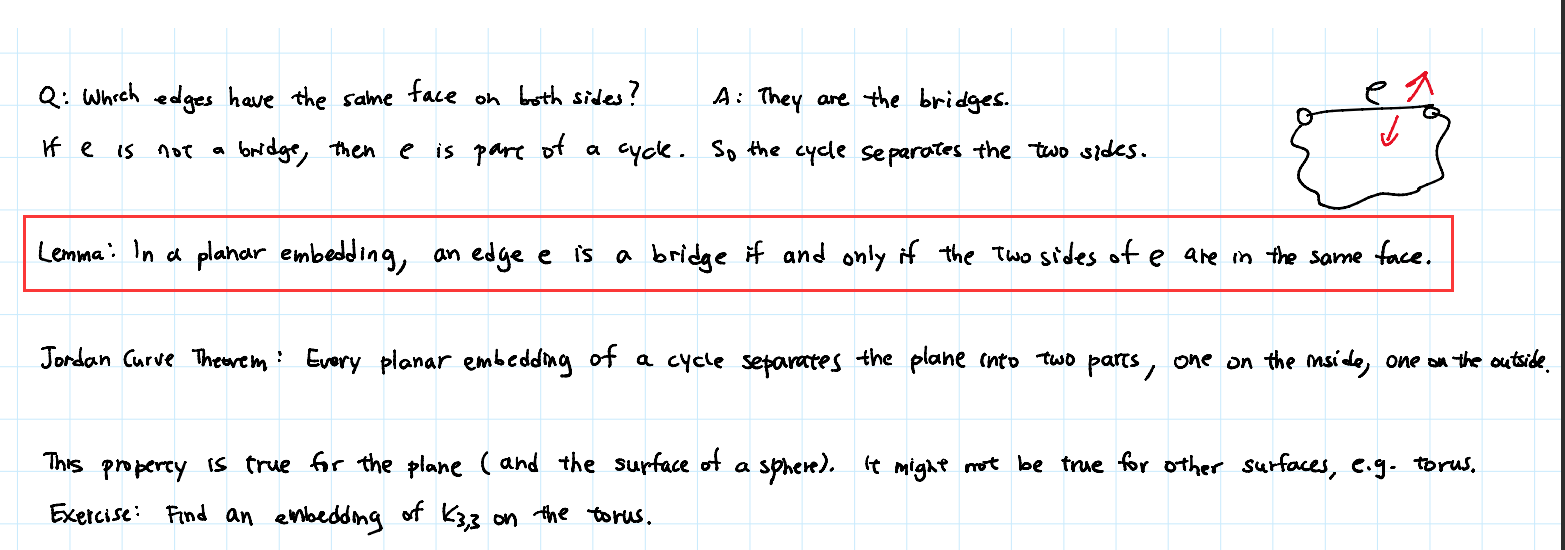 Q: Which edges have the same face on both sides? A: They are the bridges.
e
If e is not a bridge, then e is part of a cycle. So the cycle separates the two sides.
Lemma: In a planar embedding, an edge e is a bridge if and only if the two sides of e are in the same face.
Jordan Curve Theorem: Every planar embedding of a cycle separates the plane into two parts, one on the inside, one on the outside.
This property is true for the plane (and the surface of a sphere). It might not be true for other surfaces, e.g. torus.
Exercise: Find an embedding of K3,3 on the torus.